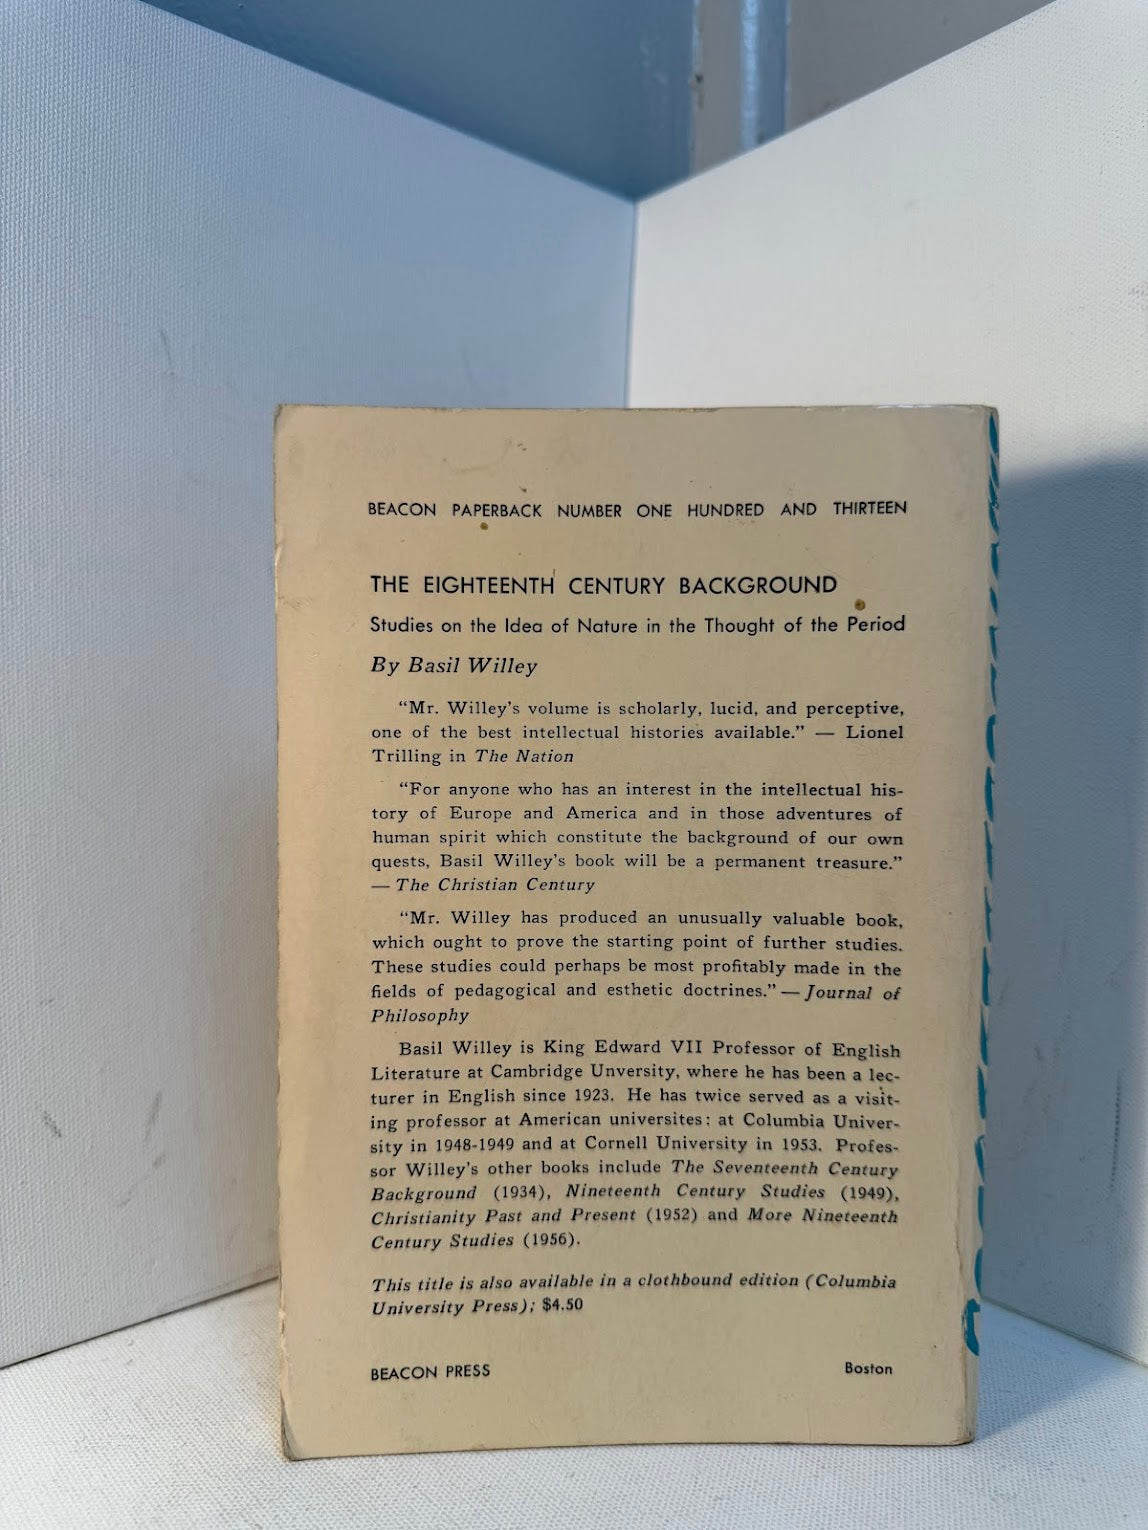 BEACON PAPERBACK NUMBER ONE HUNDRED AND THIRTEEN
THE EIGHTEENTH CENTURY BACKGROUND
Studies on the Idea of Nature in the Thought of the Period
By Basil Willey
“Mr. Willey’s volume is scholarly, lucid, and perceptive,
one of the best intellectual histories available.” — Lionel
Trilling in The Nation
“For anyone who has an interest in the intellectual his-
tory of Europe and America and in those adventures of
human spirit which constitute the background of our own
quests, Basil Willey’s book will be a permanent treasure.”
— The Christian Century
“Mr. Willey has produced an unusually valuable book,
which ought to prove the starting point of further studies.
These studies could perhaps be most profitably made in the
fields of pedagogical and esthetic doctrines.” — Journal of
Philosophy
Basil Willey is King Edward VII Professor of English
Literature at Cambridge Unversity, where he has been a lec-
turer in English since 1923. He has twice served as a visit-
ing professor at American universites: at Columbia Univer-
sity in 1948-1949 and at Cornell University in 1953. Profes-
sor Willey’s other books include The Seventeenth Century
Background (1934), Nineteenth Century Studies (1949),
Christianity Past and Present (1952) and More Nineteenth
Century Studies (1956).
This title is also available in a clothbound edition (Columbia
University Press); $4.50
BEACON PRESS Boston